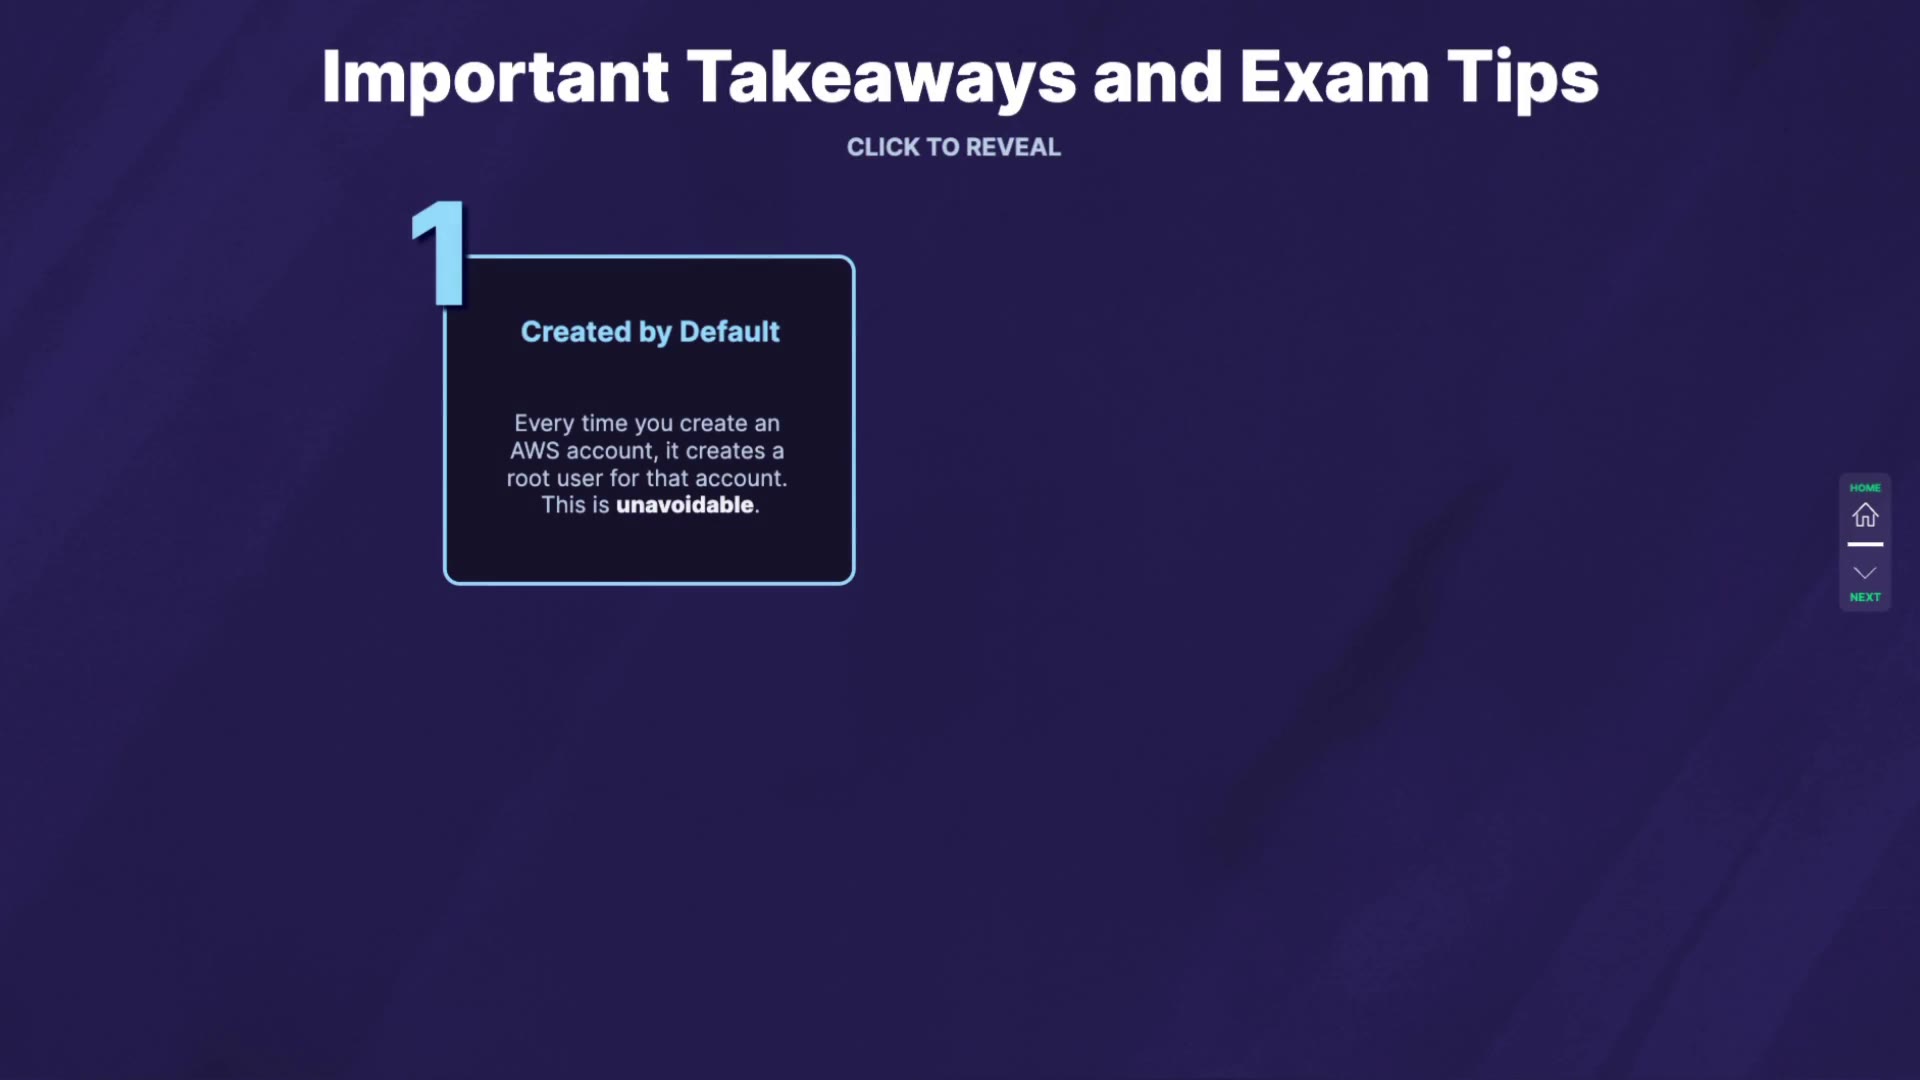 Important Takeaways and Exam Tips
CLICK TO REVEAL
1
Created by Default
Every time you create an
AWS account, it creates a
root user for that account.
This is unavoidable.
HOME
NEXT